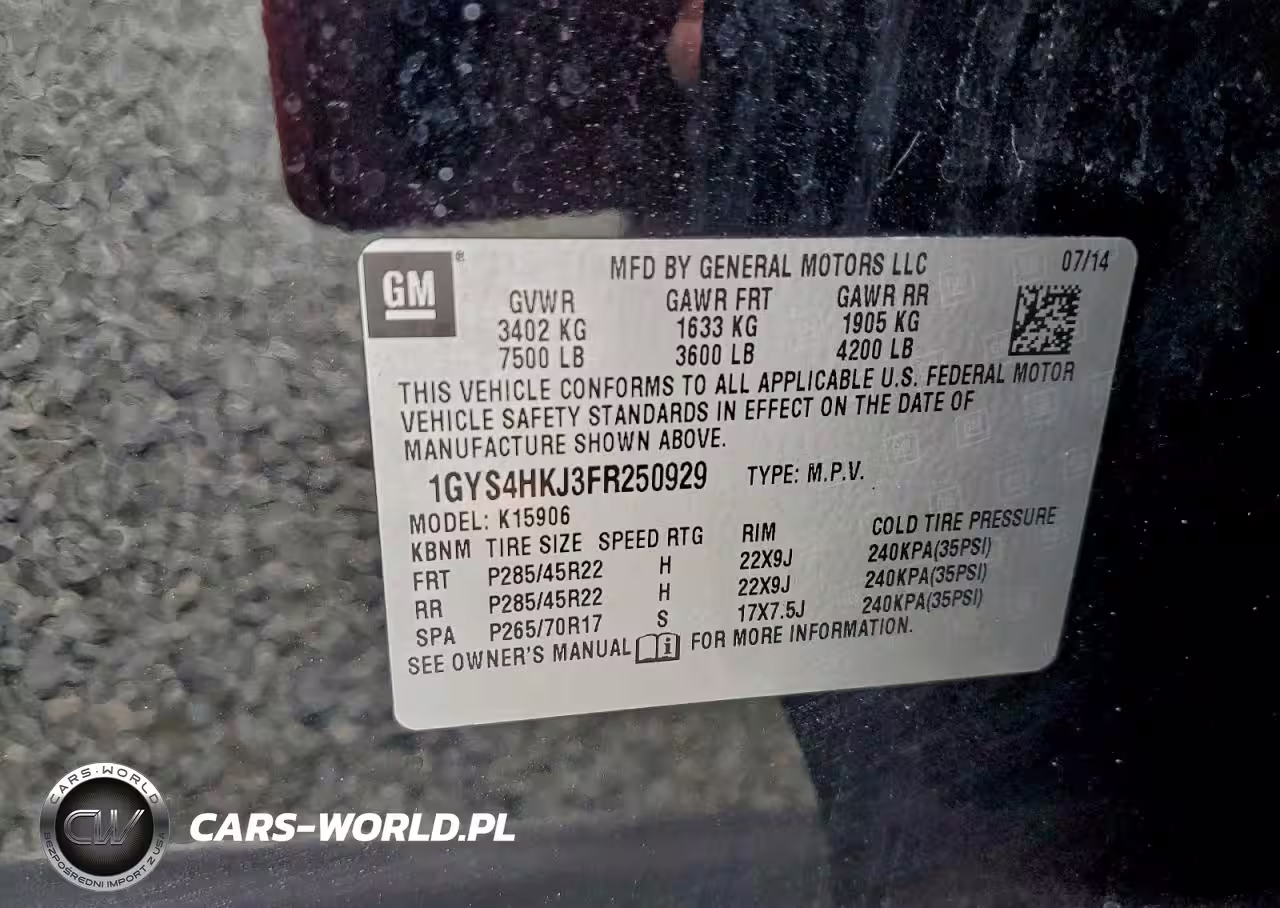 GM ®
MFD BY GENERAL MOTORS LLC 07/14
GVWR GAWR FRT GAWR RR
3402 KG 1633 KG 1905 KG
7500 LB 3600 LB 4200 LB
THIS VEHICLE CONFORMS TO ALL APPLICABLE U.S. FEDERAL MOTOR
VEHICLE SAFETY STANDARDS IN EFFECT ON THE DATE OF
MANUFACTURE SHOWN ABOVE.
1GYS4HKJ3FR250929 TYPE: M.P.V.
MODEL: K15906
KBNM TIRE SIZE SPEED RTG RIM COLD TIRE PRESSURE
FRT P285/45R22 H 22X9J 240KPA(35PSI)
RR P285/45R22 H 22X9J 240KPA(35PSI)
SPA P265/70R17 S 17X7.5J 240KPA(35PSI)
SEE OWNER'S MANUAL i FOR MORE INFORMATION.
CARS-WORLD
CW
BEZPOŚREDNI IMPORT Z USA
CARS-WORLD.PL